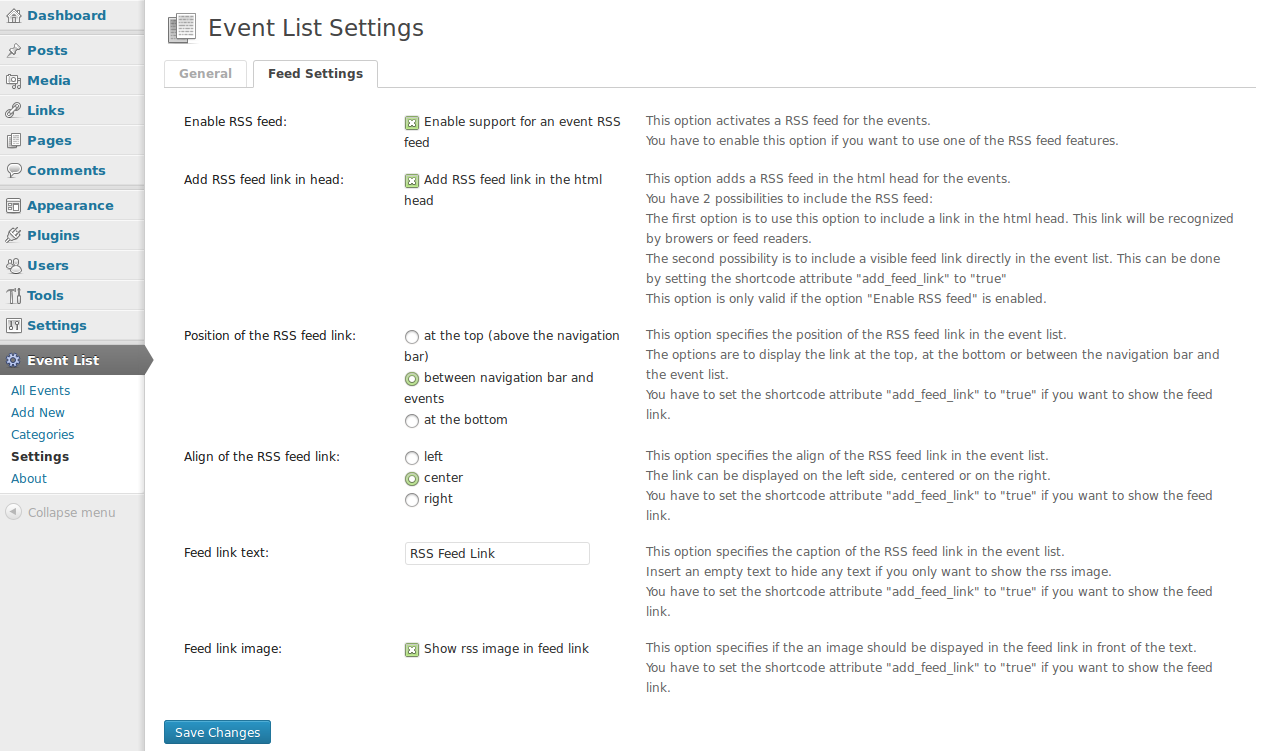 Dashboard
Posts
Media
Links
Pages
Comments
Appearance
Plugins
Users
Tools
Settings
Event List
All Events
Add New
Categories
Settings
About
Collapse menu
Event List Settings
General
Feed Settings
Enable RSS feed:
Enable support for an event RSS
feed
This option activates a RSS feed for the events.
You have to enable this option if you want to use one of the RSS feed features.
Add RSS feed link in head:
Add RSS feed link in the html
head
This option adds a RSS feed in the html head for the events.
You have 2 possibilities to include the RSS feed:
The first option is to use this option to include a link in the html head. This link will be recognized
by browers or feed readers.
The second possibility is to include a visible feed link directly in the event list. This can be done
by setting the shortcode attribute "add_feed_link" to "true"
This option is only valid if the option "Enable RSS feed" is enabled.
Position of the RSS feed link:
at the top (above the navigation
bar)
between navigation bar and
events
at the bottom
This option specifies the position of the RSS feed link in the event list.
The options are to display the link at the top, at the bottom or between the navigation bar and
the event list.
You have to set the shortcode attribute "add_feed_link" to "true" if you want to show the feed
link.
Align of the RSS feed link:
left
center
right
This option specifies the align of the RSS feed link in the event list.
The link can be displayed on the left side, centered or on the right.
You have to set the shortcode attribute "add_feed_link" to "true" if you want to show the feed
link.
Feed link text:
RSS Feed Link
This option specifies the caption of the RSS feed link in the event list.
Insert an empty text to hide any text if you only want to show the rss image.
You have to set the shortcode attribute "add_feed_link" to "true" if you want to show the feed
link.
Feed link image:
Show rss image in feed link
This option specifies if the an image should be dispayed in the feed link in front of the text.
You have to set the shortcode attribute "add_feed_link" to "true" if you want to show the feed
link.
Save Changes